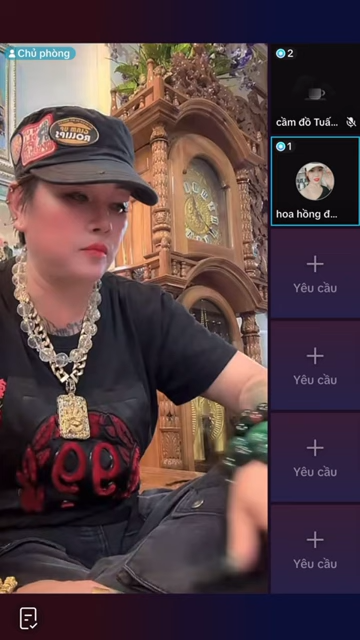 Chủ phòng
2
cầm đồ Tuấ...
1
hoa hồng đ...
Yêu cầu
Yêu cầu
Yêu cầu
Yêu cầu